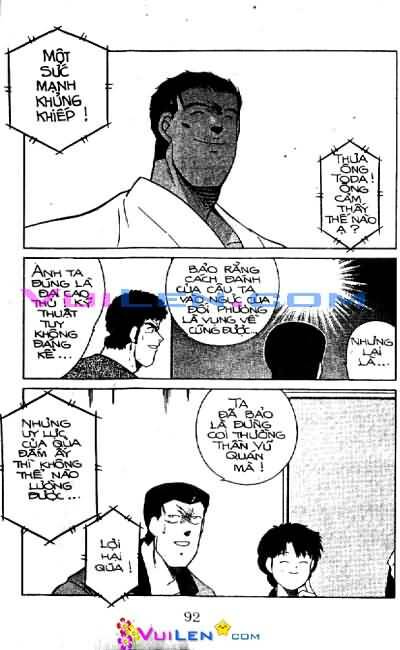 MỘT
SỨC
MẠNH
KHỦNG
KHIẾP !
THƯA
ÔNG
TODA !
ÔNG
CẢM
THẤY
THẾ NÀO
Ạ ?
ANH TA
ĐÚNG LÀ
ĐẠI CAO
THỦ ! KỸ
THUẬT
TUY
KHÔNG
ĐÁNG
KỂ ...
BẢO RẰNG
CÁCH ĐÁNH
CỦA CẬU TA
VÀO NGỰC CỦA
ĐỐI PHƯƠNG
LÀ VỤNG VỀ
CŨNG ĐƯỢC...
NHƯNG
LẠI
LÀ...
VUILEN.COM
NHƯNG
UY LỰC
CỦA QUẢ
ĐẤM ẤY
THÌ KHÔNG
THỂ NÀO
LƯỜNG
ĐƯỢC...
TA
ĐÃ BẢO
LÀ ĐỪNG
COI THƯỜNG
THẦN VŨ
QUÁN
MÀ !
LỢI
HẠI
QUÁ !
92
VUILEN.COM